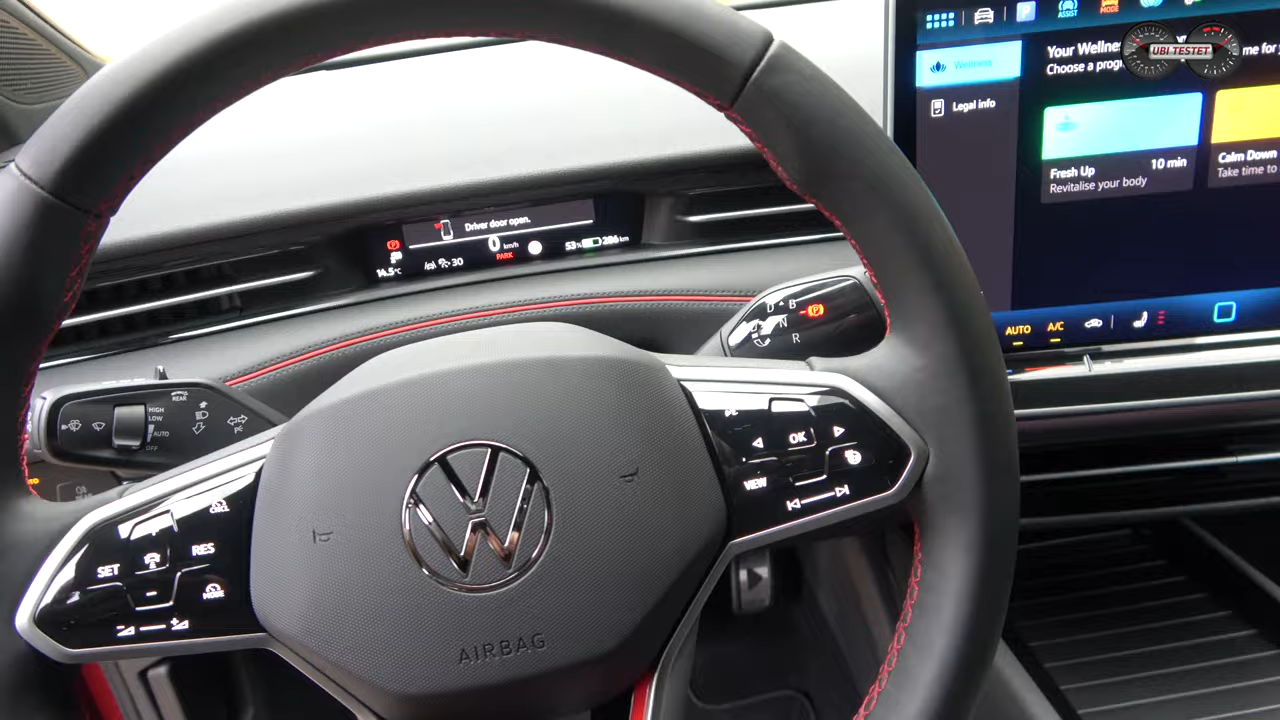 ASSIST
MODE
UBI TESTET
Your Wellne
me for y
Choose a prog
Wellness
Legal info
Fresh Up
10 min
Revitalise your body
Calm Down
Take time to
Driver door open.
0 km/h
PARK
53%
286 km
14.5°C
30
D
B
N
R
P
AUTO
A/C
REAR
HIGH
LOW
AUTO
OFF
OK
VIEW
SET
RES
MODE
AIRBAG